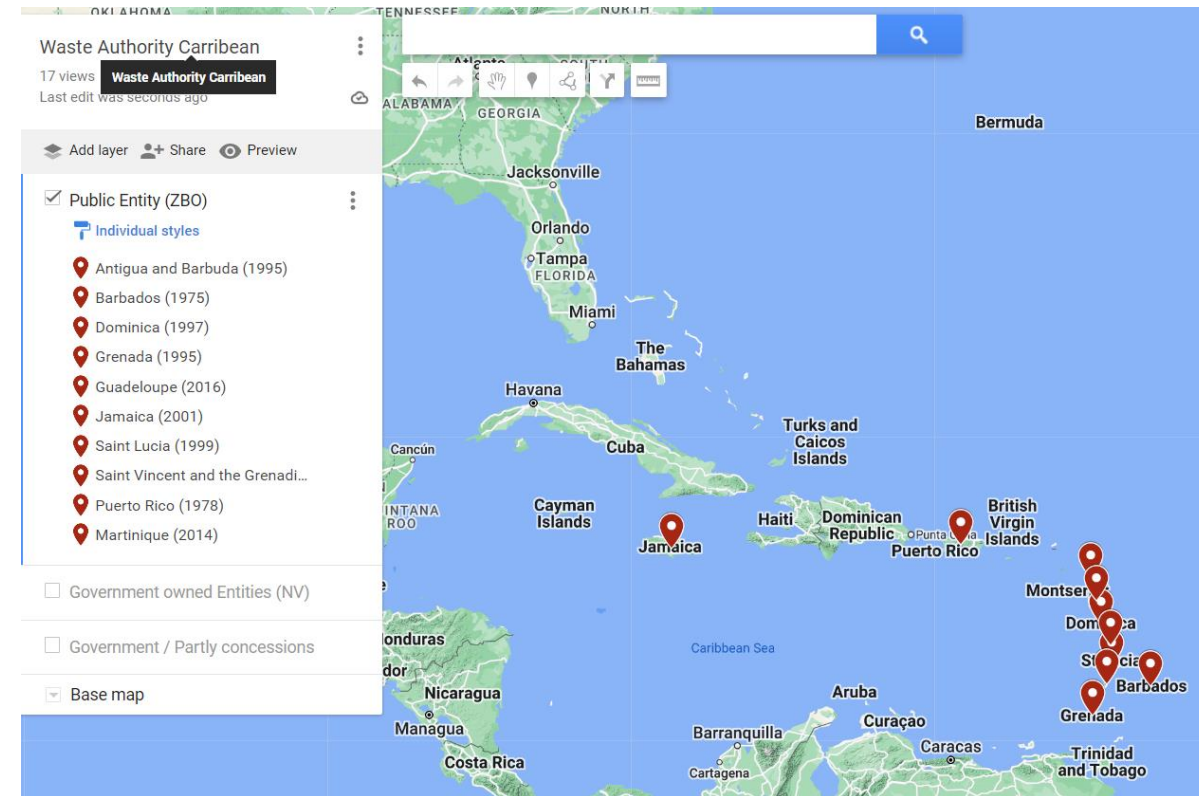 OKLAHOMA
TENNESSEE
NORTH
Waste Authority Carribean
17 views
Waste Authority Carribean
Last edit was seconds ago
Add layer
Share
Preview
Public Entity (ZBO)
Individual styles
Antigua and Barbuda (1995)
Barbados (1975)
Dominica (1997)
Grenada (1995)
Guadeloupe (2016)
Jamaica (2001)
Saint Lucia (1999)
Saint Vincent and the Grenadi...
Puerto Rico (1978)
Martinique (2014)
Government owned Entities (NV)
Government / Partly concessions
Base map
ALABAMA
GEORGIA
Bermuda
Jacksonville
Orlando
Tampa
FLORIDA
Miami
The
Bahamas
Havana
Turks and
Caicos
Islands
Cuba
Cancún
INTANA
ROO
Cayman
Islands
Jamaica
Haiti
Dominican
Republic
Punta
Puerto Rico
British
Virgin
Islands
Montser
onduras
dor
Caribbean Sea
Nicaragua
Managua
Costa Rica
Barbados
Grenada
Aruba
Curaçao
Barranquilla
Cartagena
Caracas
Trinidad
and Tobago